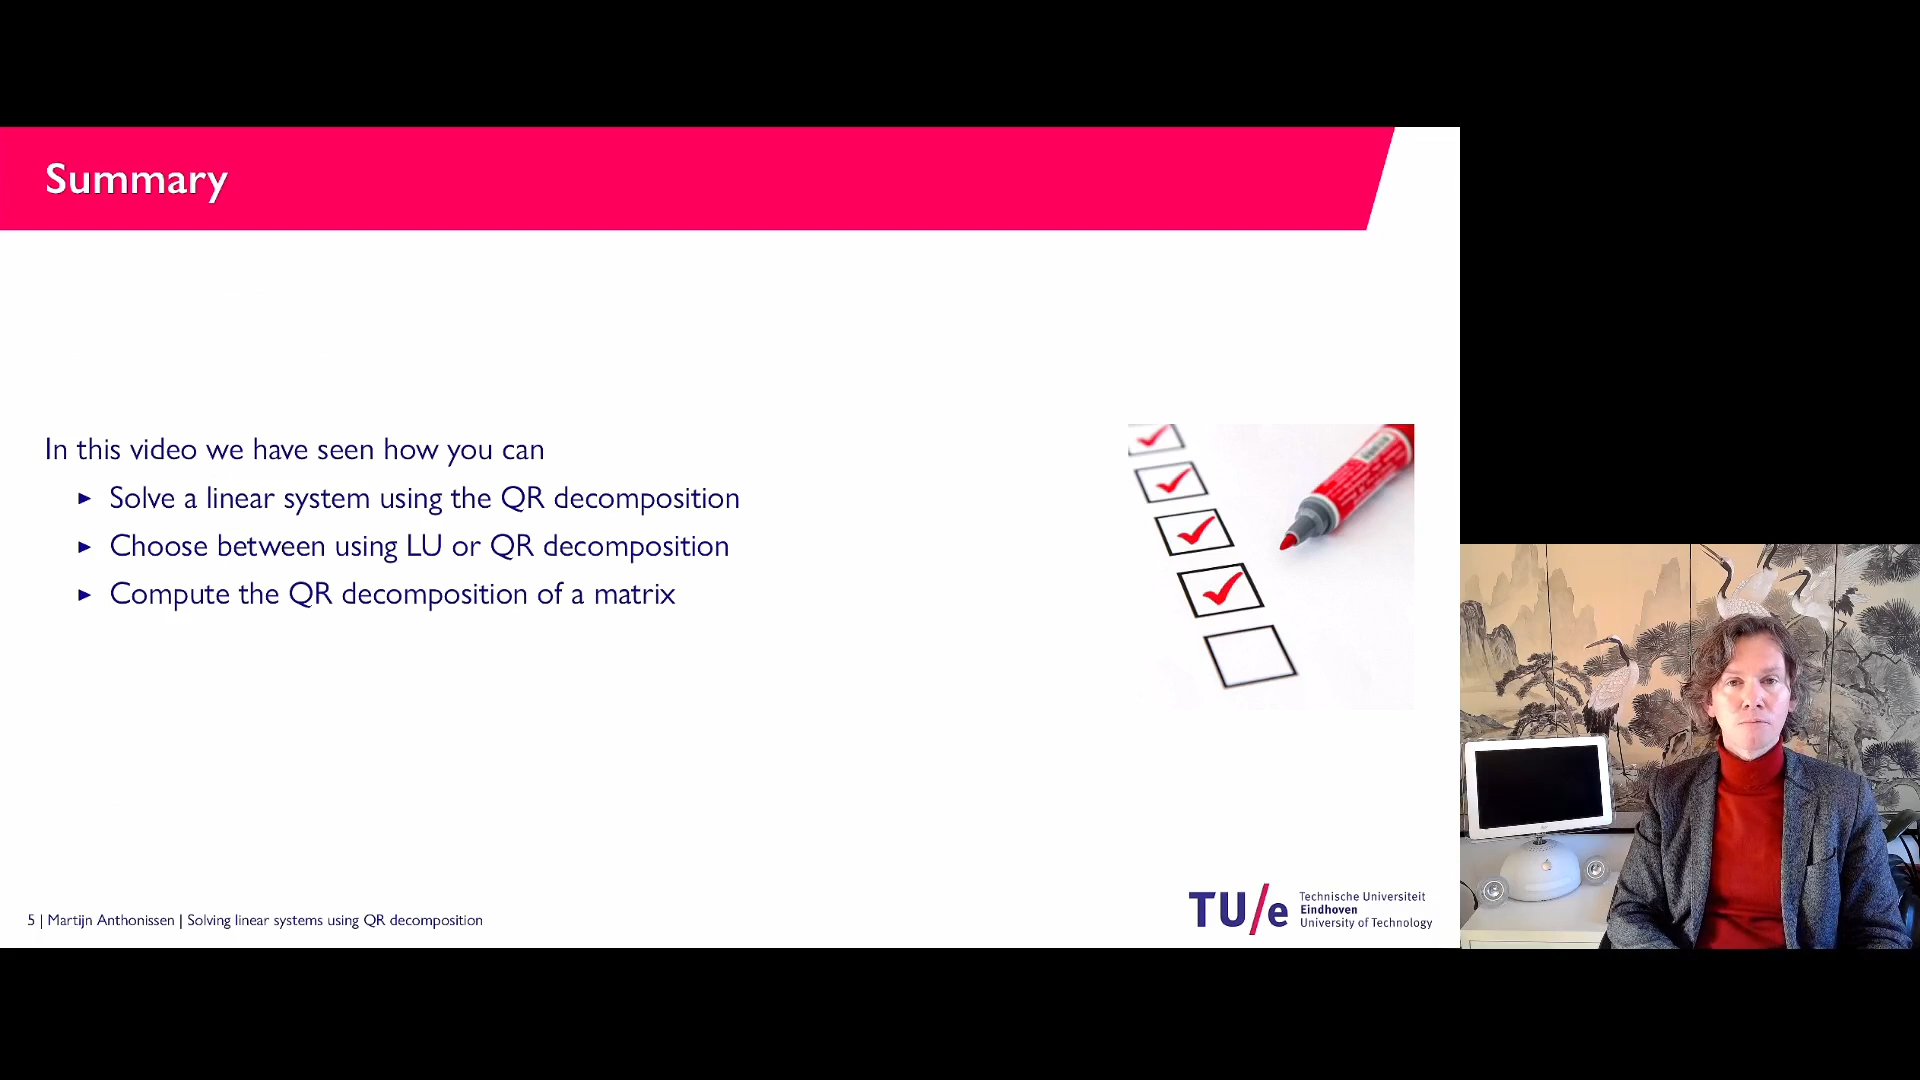 Summary
In this video we have seen how you can
▸ Solve a linear system using the QR decomposition
▸ Choose between using LU or QR decomposition
▸ Compute the QR decomposition of a matrix
5 | Martijn Anthonissen | Solving linear systems using QR decomposition
TU/e
Technische Universiteit
Eindhoven
University of Technology